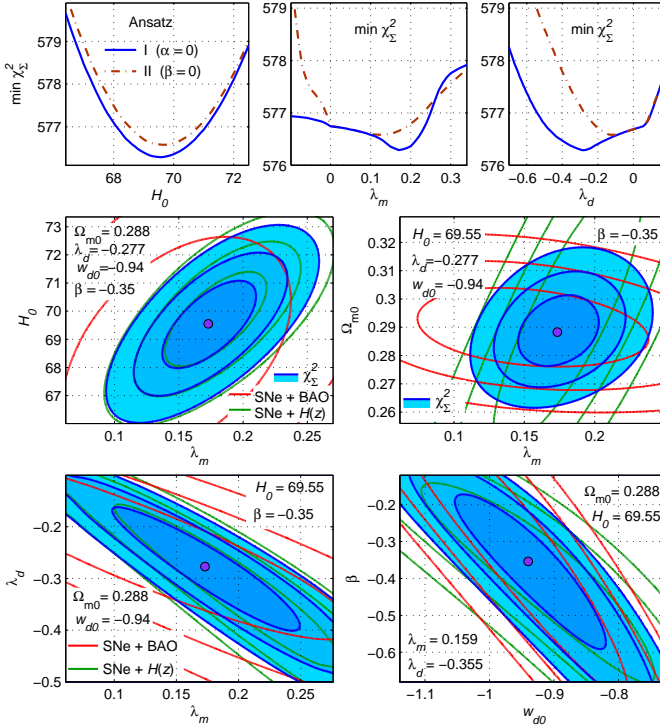 579
578
577
min χ²_Σ
68
70
72
H_0
Ansatz
I (α = 0)
II (β = 0)
579
578
577
576
min χ²_Σ
0
0.1
0.2
0.3
λ_m
579
578
577
576
min χ²_Σ
−0.6
−0.4
−0.2
0
λ_d
73
72
71
70
69
68
67
H_0
Ω_m0 = 0.288
λ_d = −0.277
w_d0 = −0.94
β = −0.35
χ²_Σ
SNe + BAO
SNe + H(z)
0.1
0.15
0.2
0.25
λ_m
0.32
0.31
0.3
0.29
0.28
0.27
0.26
Ω_m0
H_0 = 69.55
β = −0.35
λ_d = −0.277
w_d0 = −0.94
χ²_Σ
0.1
0.15
0.2
λ_m
−0.2
−0.3
−0.4
−0.5
λ_d
H_0 = 69.55
β = −0.35
Ω_m0 = 0.288
w_d0 = −0.94
SNe + BAO
SNe + H(z)
0.1
0.15
0.2
0.25
λ_m
−0.2
−0.3
−0.4
−0.5
−0.6
β
Ω_m0 = 0.288
H_0 = 69.55
λ_m = 0.159
λ_d = −0.355
−1.1
−1
−0.9
−0.8
w_d0